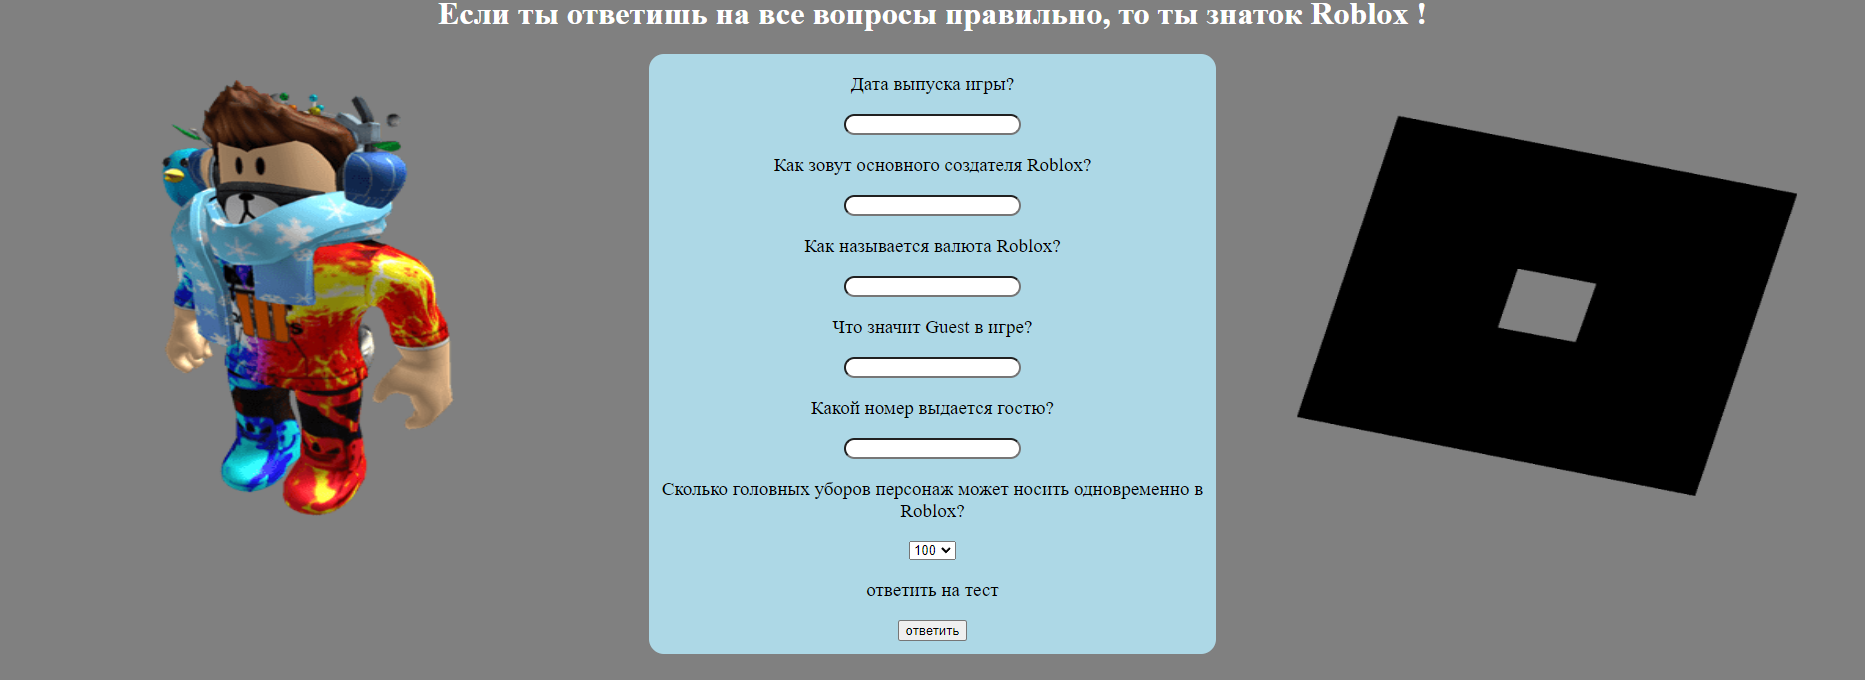 Если ты ответишь на все вопросы правильно, то ты знаток Roblox !
Дата выпуска игры?
Как зовут основного создателя Roblox?
Как называется валюта Roblox?
Что значит Guest в игре?
Какой номер выдается гостю?
Сколько головных уборов персонаж может носить одновременно в
Roblox?
100
ответить на тест
ответить